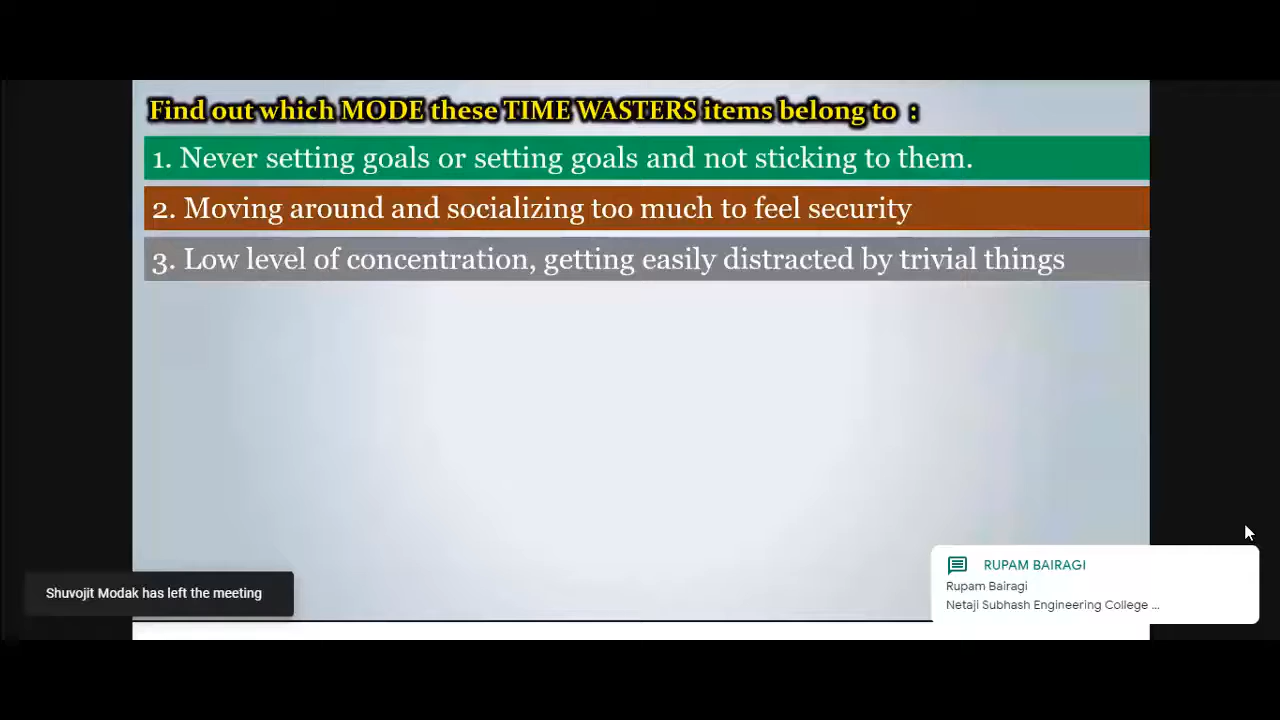 Find out which MODE these TIME WASTERS items belong to :
1. Never setting goals or setting goals and not sticking to them.
2. Moving around and socializing too much to feel security
3. Low level of concentration, getting easily distracted by trivial things
RUPAM BAIRAGI
Rupam Bairagi
Netaji Subhash Engineering College ...
Shuvojit Modak has left the meeting